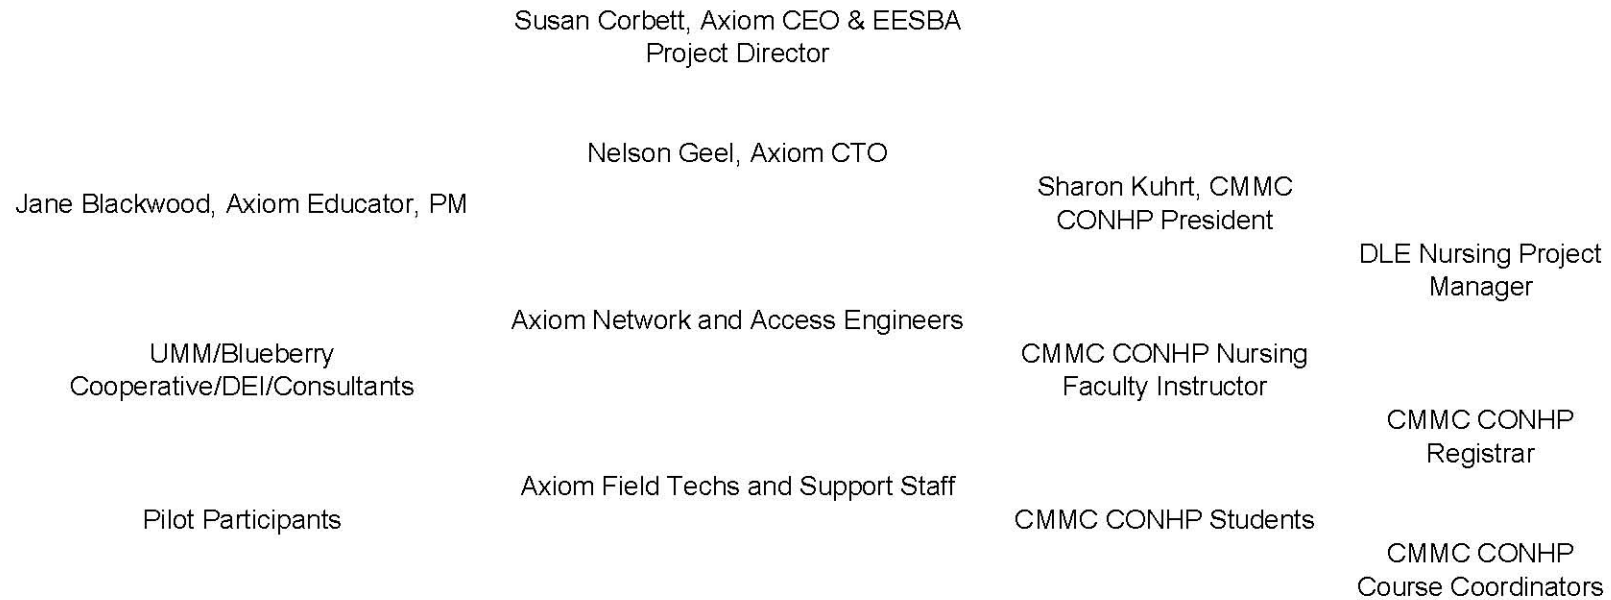 Susan Corbett, Axiom CEO & EESBA
Project Director
Nelson Geel, Axiom CTO
Jane Blackwood, Axiom Educator, PM
Sharon Kuhrt, CMMC
CONHP President
DLE Nursing Project
Manager
Axiom Network and Access Engineers
UMM/Blueberry
Cooperative/DEI/Consultants
CMMC CONHP Nursing
Faculty Instructor
CMMC CONHP
Registrar
Axiom Field Techs and Support Staff
Pilot Participants
CMMC CONHP Students
CMMC CONHP
Course Coordinators